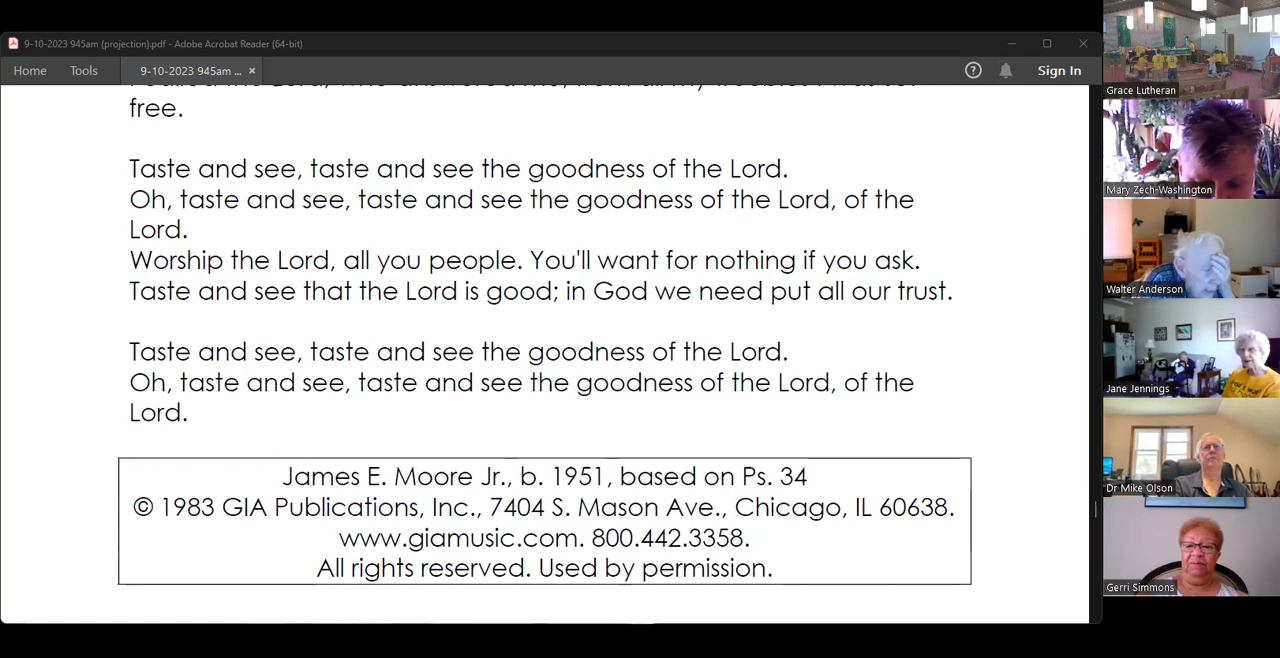 9-10-2023 945am (projection).pdf - Adobe Acrobat Reader (64-bit)
Home Tools 9-10-2023 945am ... × Sign In
free.
Taste and see, taste and see the goodness of the Lord.
Oh, taste and see, taste and see the goodness of the Lord, of the
Lord.
Worship the Lord, all you people. You'll want for nothing if you ask.
Taste and see that the Lord is good; in God we need put all our trust.
Taste and see, taste and see the goodness of the Lord.
Oh, taste and see, taste and see the goodness of the Lord, of the
Lord.
James E. Moore Jr., b. 1951, based on Ps. 34
© 1983 GIA Publications, Inc., 7404 S. Mason Ave., Chicago, IL 60638.
www.giamusic.com. 800.442.3358.
All rights reserved. Used by permission.
Grace Lutheran
Mary Zech-Washington
Walter Anderson
Jane Jennings
Dr Mike Olson
Gerri Simmons